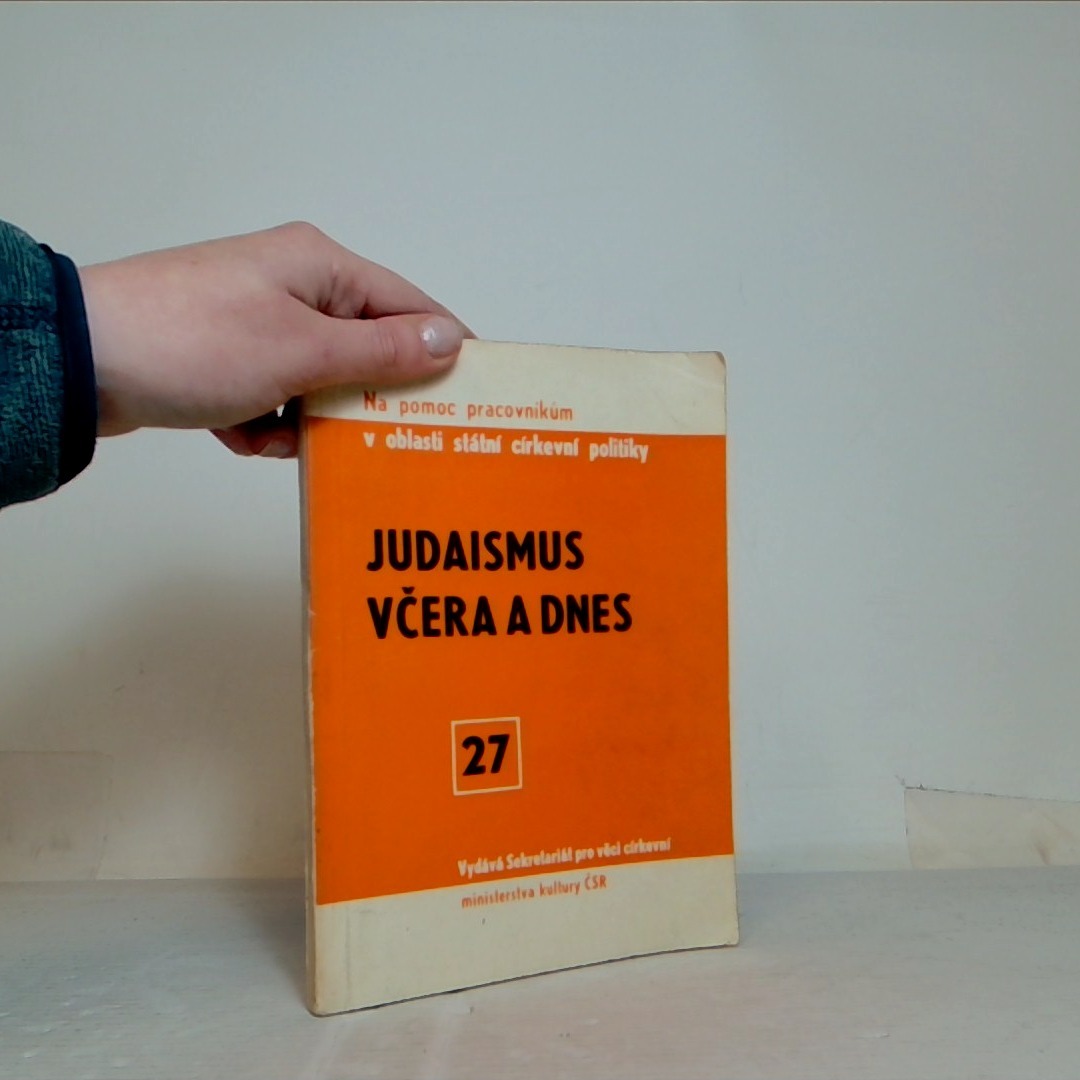 Na pomoc pracovníkům
v oblasti státní církevní politiky
JUDAISMUS
VČERA A DNES
27
Vydává Sekretariát pro věci církevní
ministerstva kultury ČSR